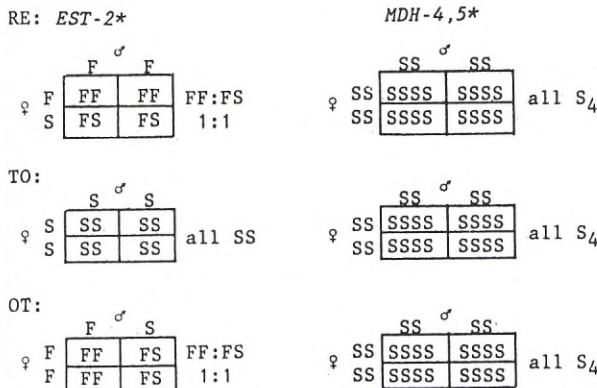 RE: EST-2* MDH-4,5*
♂ ♂
F F SS SS
♀ F FF FF FF:FS SS SSSS SSSS all S4
S FS FS 1:1 ♀ SS SSSS SSSS
TO:
♂ ♂
S S SS SS
♀ S SS SS all SS ♀ SS SSSS SSSS all S4
S SS SS SS SSSS SSSS
OT:
♂ ♂
F S SS SS
♀ F FF FS FF:FS ♀ SS SSSS SSSS all S4
F FF FS 1:1 SS SSSS SSSS